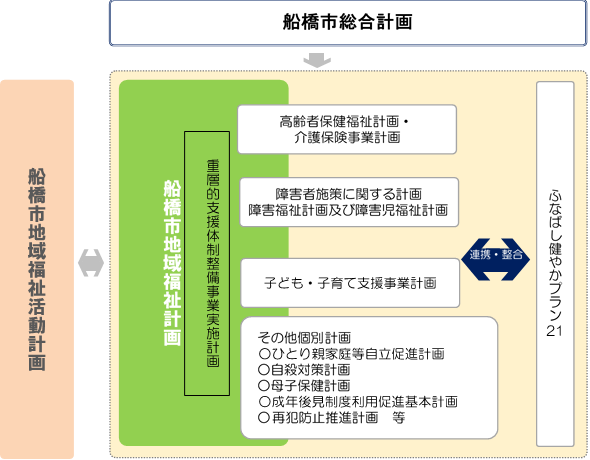 船橋市総合計画
船橋市地域福祉活動計画
船橋市地域福祉計画
重層的支援体制整備事業実施計画
高齢者保健福祉計画・
介護保険事業計画
障害者施策に関する計画
障害福祉計画及び障害児福祉計画
子ども・子育て支援事業計画
その他個別計画
〇ひとり親家庭等自立促進計画
〇自殺対策計画
〇母子保健計画
〇成年後見制度利用促進基本計画
〇再犯防止推進計画　等
連携・整合
ふなばし健やかプラン21